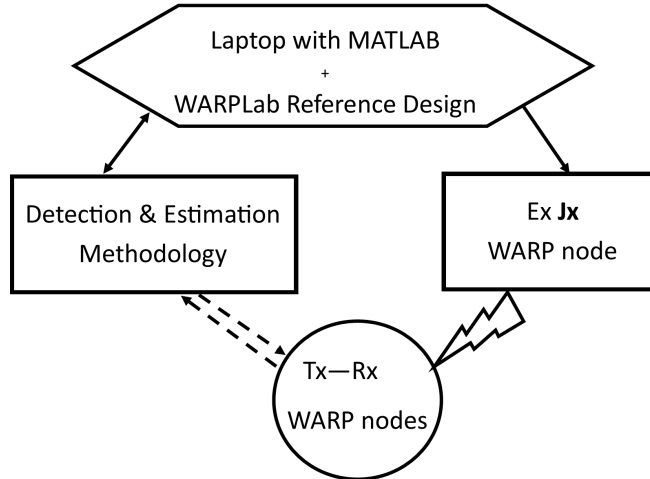 Laptop with MATLAB
+
WARPLab Reference Design
Detection & Estimation
Methodology
Ex Jx
WARP node
Tx—Rx
WARP nodes